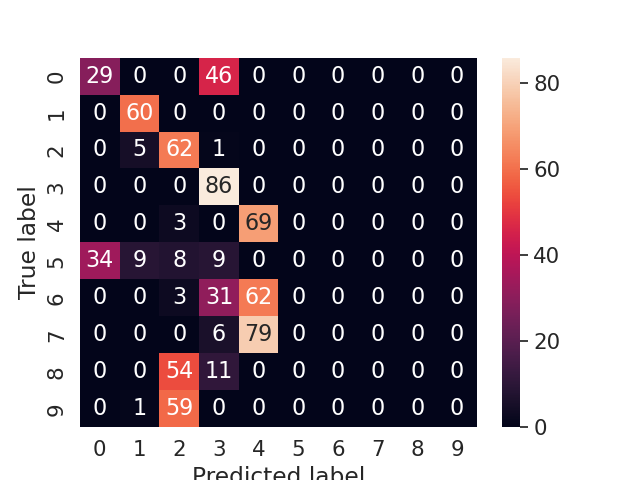 0 29 0 0 46 0 0 0 0 0 0
1 0 60 0 0 0 0 0 0 0 0
2 0 5 62 1 0 0 0 0 0 0
3 0 0 0 86 0 0 0 0 0 0
4 0 0 3 0 69 0 0 0 0 0
5 34 9 8 9 0 0 0 0 0 0
6 0 0 3 31 62 0 0 0 0 0
7 0 0 0 6 79 0 0 0 0 0
8 0 0 54 11 0 0 0 0 0 0
9 0 1 59 0 0 0 0 0 0 0
0 1 2 3 4 5 6 7 8 9
True label
Predicted label
80
60
40
20
0